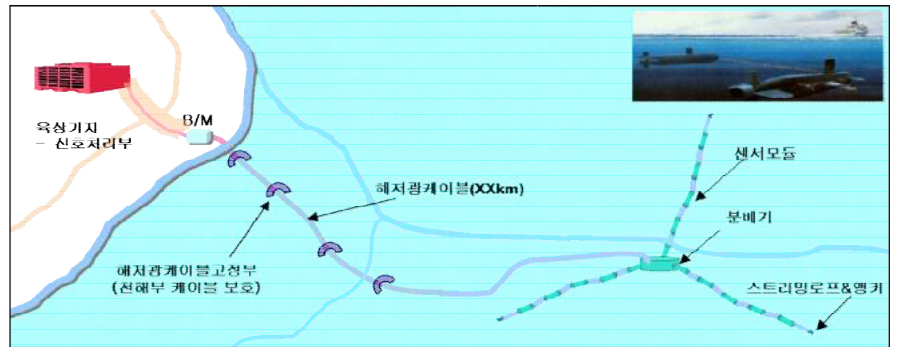 육상기지
- 신호처리부
B/M
해저광케이블(XXkm)
해저광케이블고정부
(천해부 케이블 보호)
센서모듈
분배기
스트리밍로프&앵커